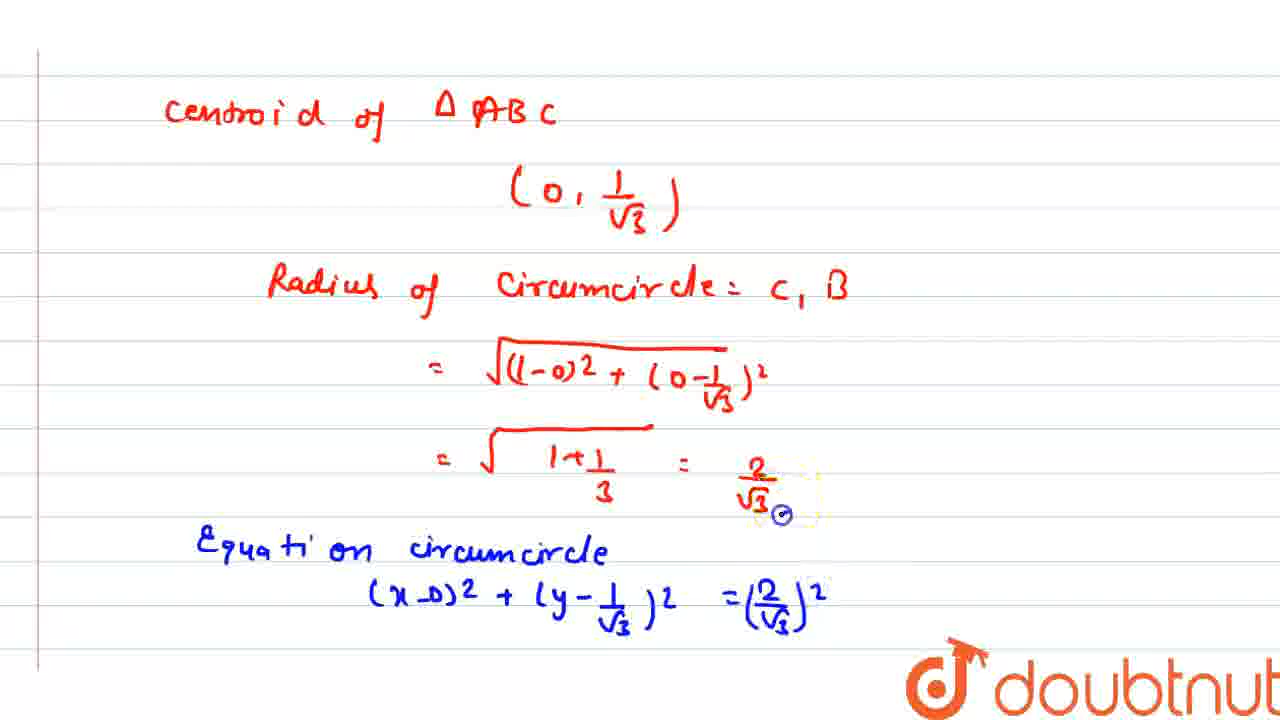 Centroid of Δ ABC
(0, 1/√3)
Radius of Circumcircle = C, B
= √((1-0)2 + (0-1/√3)2
= √ 1+1/3 = 2/√3
Equation circumcircle
(x-0)2 + (y-1/√3)2 = (2/√3)2
doubtnut